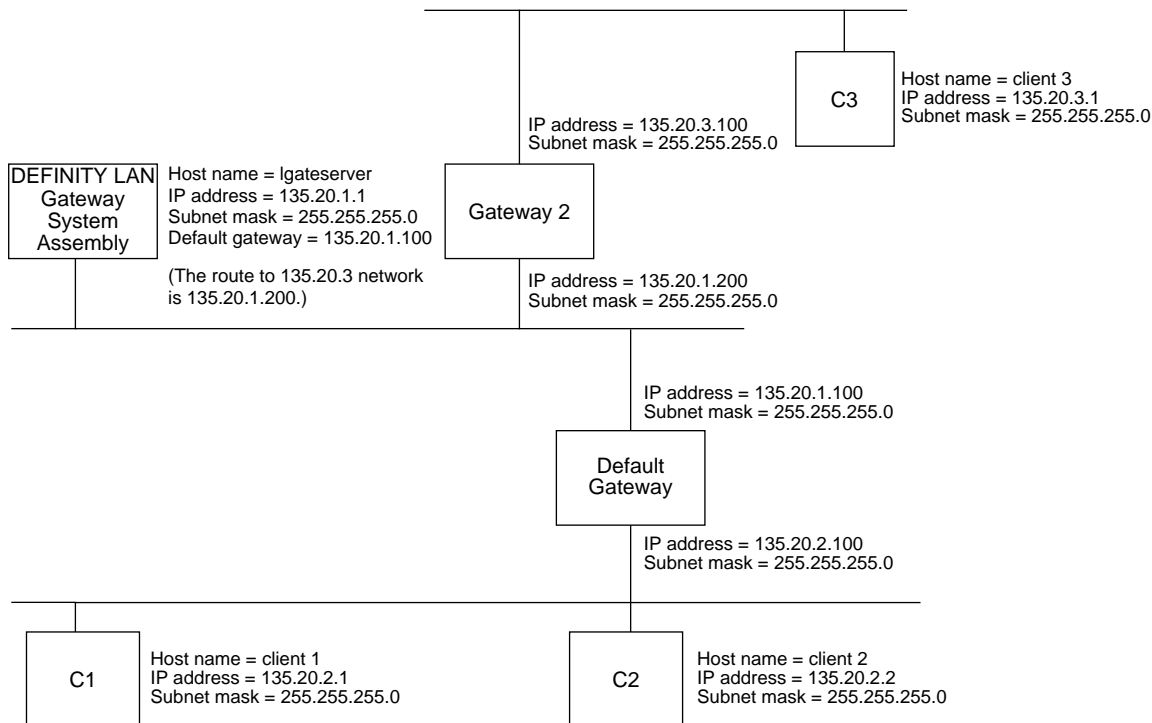 C3
Host name = client 3
IP address = 135.20.3.1
Subnet mask = 255.255.255.0
IP address = 135.20.3.100
Subnet mask = 255.255.255.0
DEFINITY LAN
Gateway
System
Assembly
Host name = lgateserver
IP address = 135.20.1.1
Subnet mask = 255.255.255.0
Default gateway = 135.20.1.100
(The route to 135.20.3 network
is 135.20.1.200.)
Gateway 2
IP address = 135.20.1.200
Subnet mask = 255.255.255.0
IP address = 135.20.1.100
Subnet mask = 255.255.255.0
Default
Gateway
IP address = 135.20.2.100
Subnet mask = 255.255.255.0
C1
Host name = client 1
IP address = 135.20.2.1
Subnet mask = 255.255.255.0
C2
Host name = client 2
IP address = 135.20.2.2
Subnet mask = 255.255.255.0